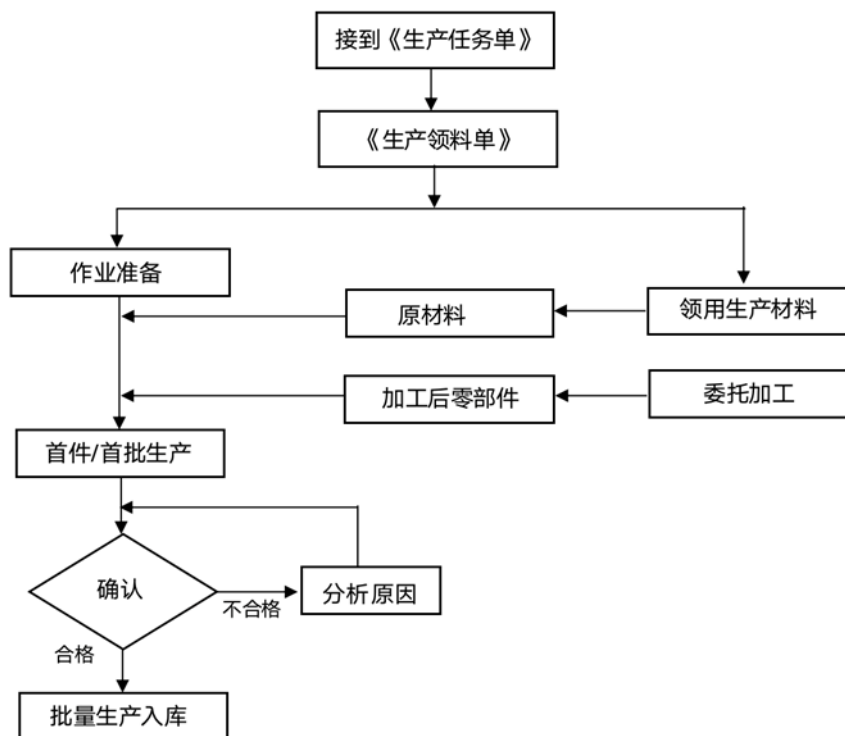 接到《生产任务单》
《生产领料单》
作业准备
原材料
领用生产材料
加工后零部件
委托加工
首件/首批生产
确认
不合格
分析原因
合格
批量生产入库